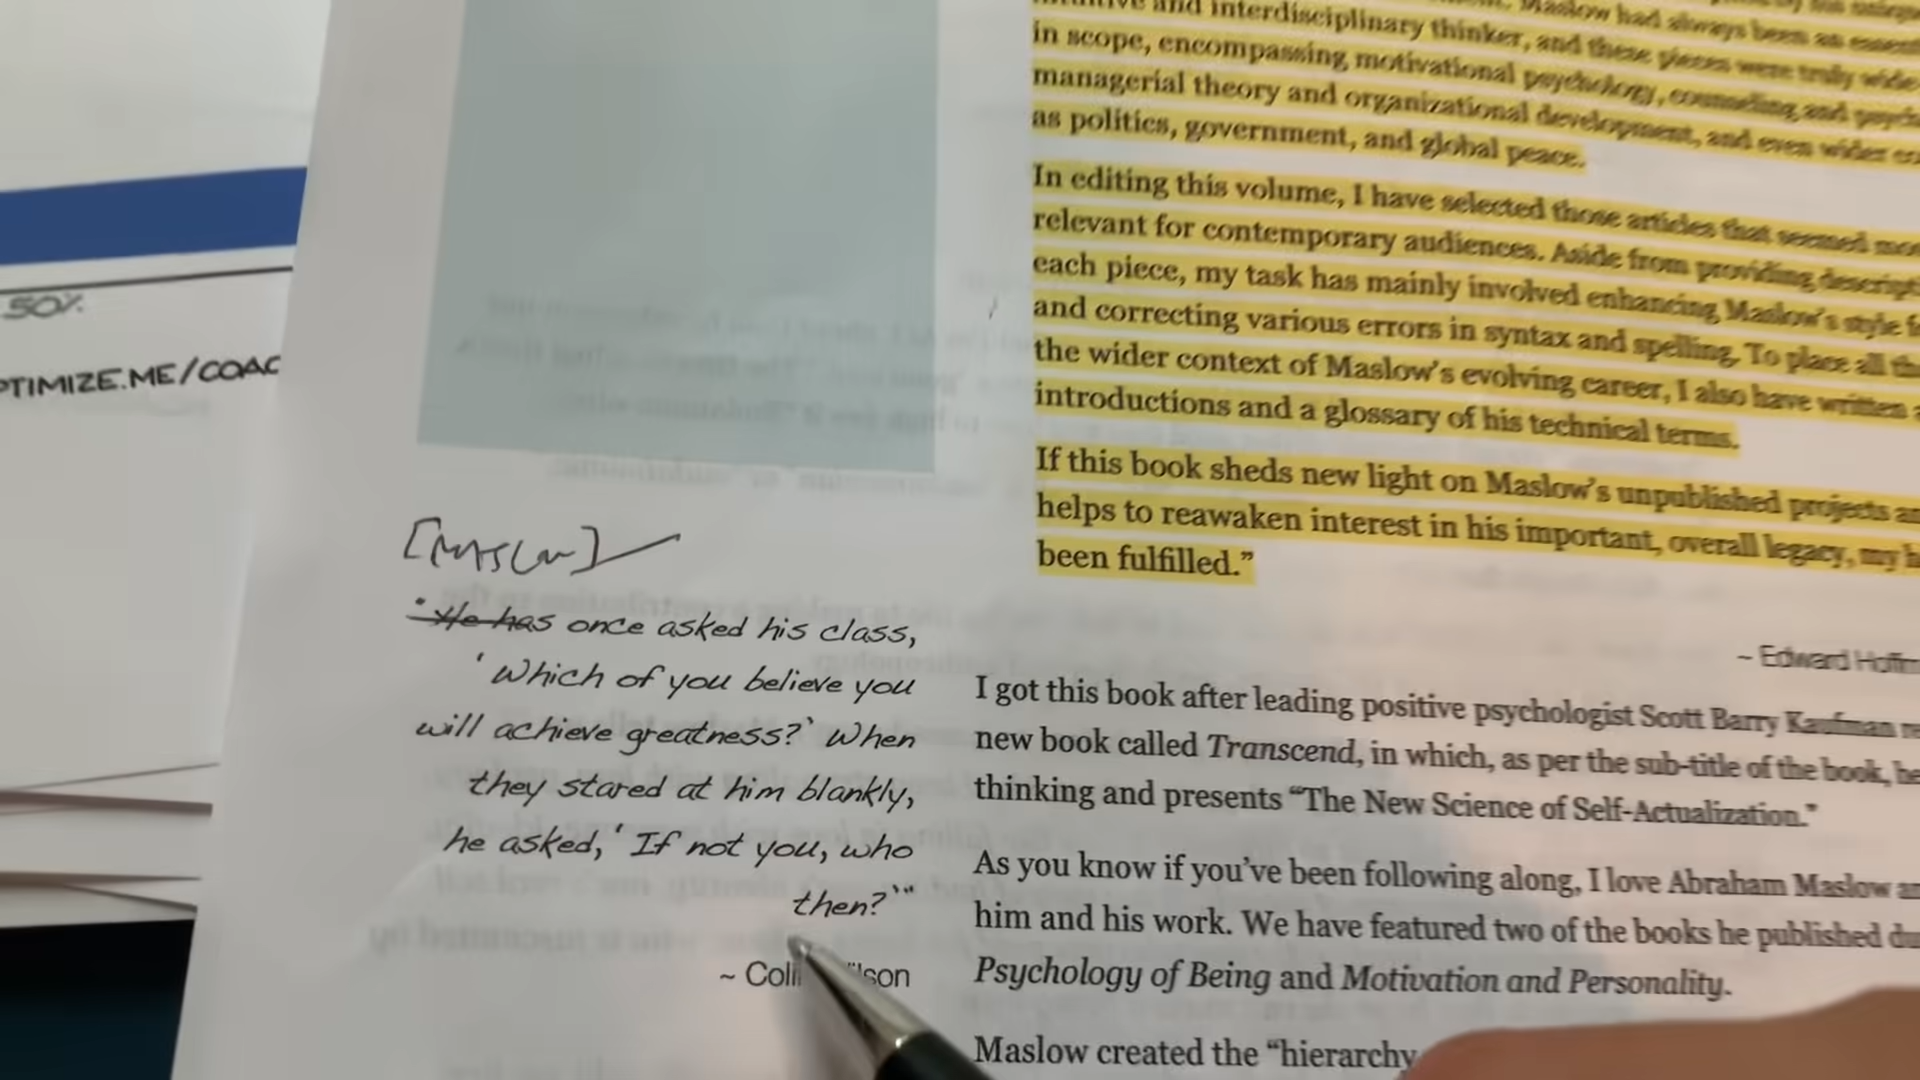 50%
PTIMIZE.ME/COAC
[Maslow]
"He has once asked his class,
'Which of you believe you
will achieve greatness?' When
they stared at him blankly,
he asked, 'If not you, who
then?'"
~ Colin Wilson
and interdisciplinary thinker, and these pieces were truly wide
in scope, encompassing motivational psychology, counseling and
managerial theory and organizational development, and even wider
as politics, government, and global peace.
In editing this volume, I have selected those articles that seemed
relevant for contemporary audiences. Aside from providing
each piece, my task has mainly involved enhancing Maslow's style
and correcting various errors in syntax and spelling. To place all
the wider context of Maslow's evolving career, I also have written
introductions and a glossary of his technical terms.
If this book sheds new light on Maslow's unpublished projects
helps to reawaken interest in his important, overall legacy, my
been fulfilled."
~ Edward
I got this book after leading positive psychologist Scott Barry Kaufman
new book called Transcend, in which, as per the sub-title of the book, he
thinking and presents "The New Science of Self-Actualization."
As you know if you've been following along, I love Abraham Maslow
him and his work. We have featured two of the books he published
Psychology of Being and Motivation and Personality.
Maslow created the "hierarchy